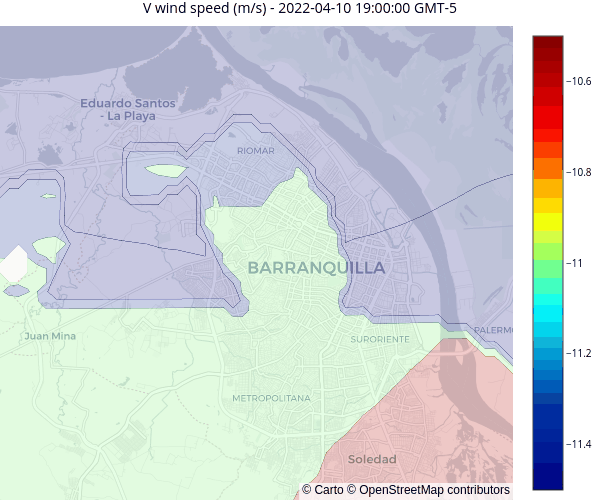 V wind speed (m/s) - 2022-04-10 19:00:00 GMT-5
−10.6
Eduardo Santos
- La Playa
RIOMAR
−10.8
BARRANQUILLA
−11
PALERMO
Juan Mina
SURORIENTE
−11.2
METROPOLITANA
−11.4
Soledad
© Carto © OpenStreetMap contributors